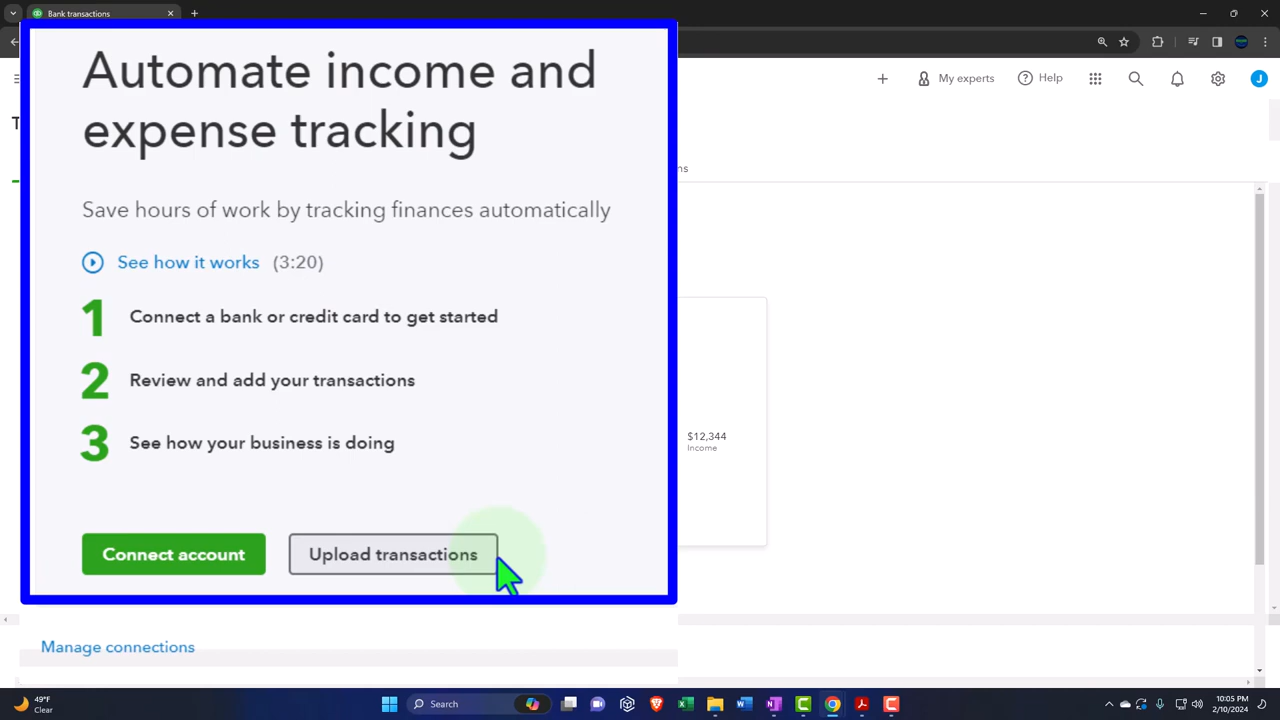 Bank transactions
My experts
Help
T
ns
Automate income and
expense tracking
Save hours of work by tracking finances automatically
See how it works (3:20)
1 Connect a bank or credit card to get started
2 Review and add your transactions
3 See how your business is doing
Connect account
Upload transactions
$12,344
Income
Manage connections
49°F
Clear
Search
10:05 PM
2/10/2024
J